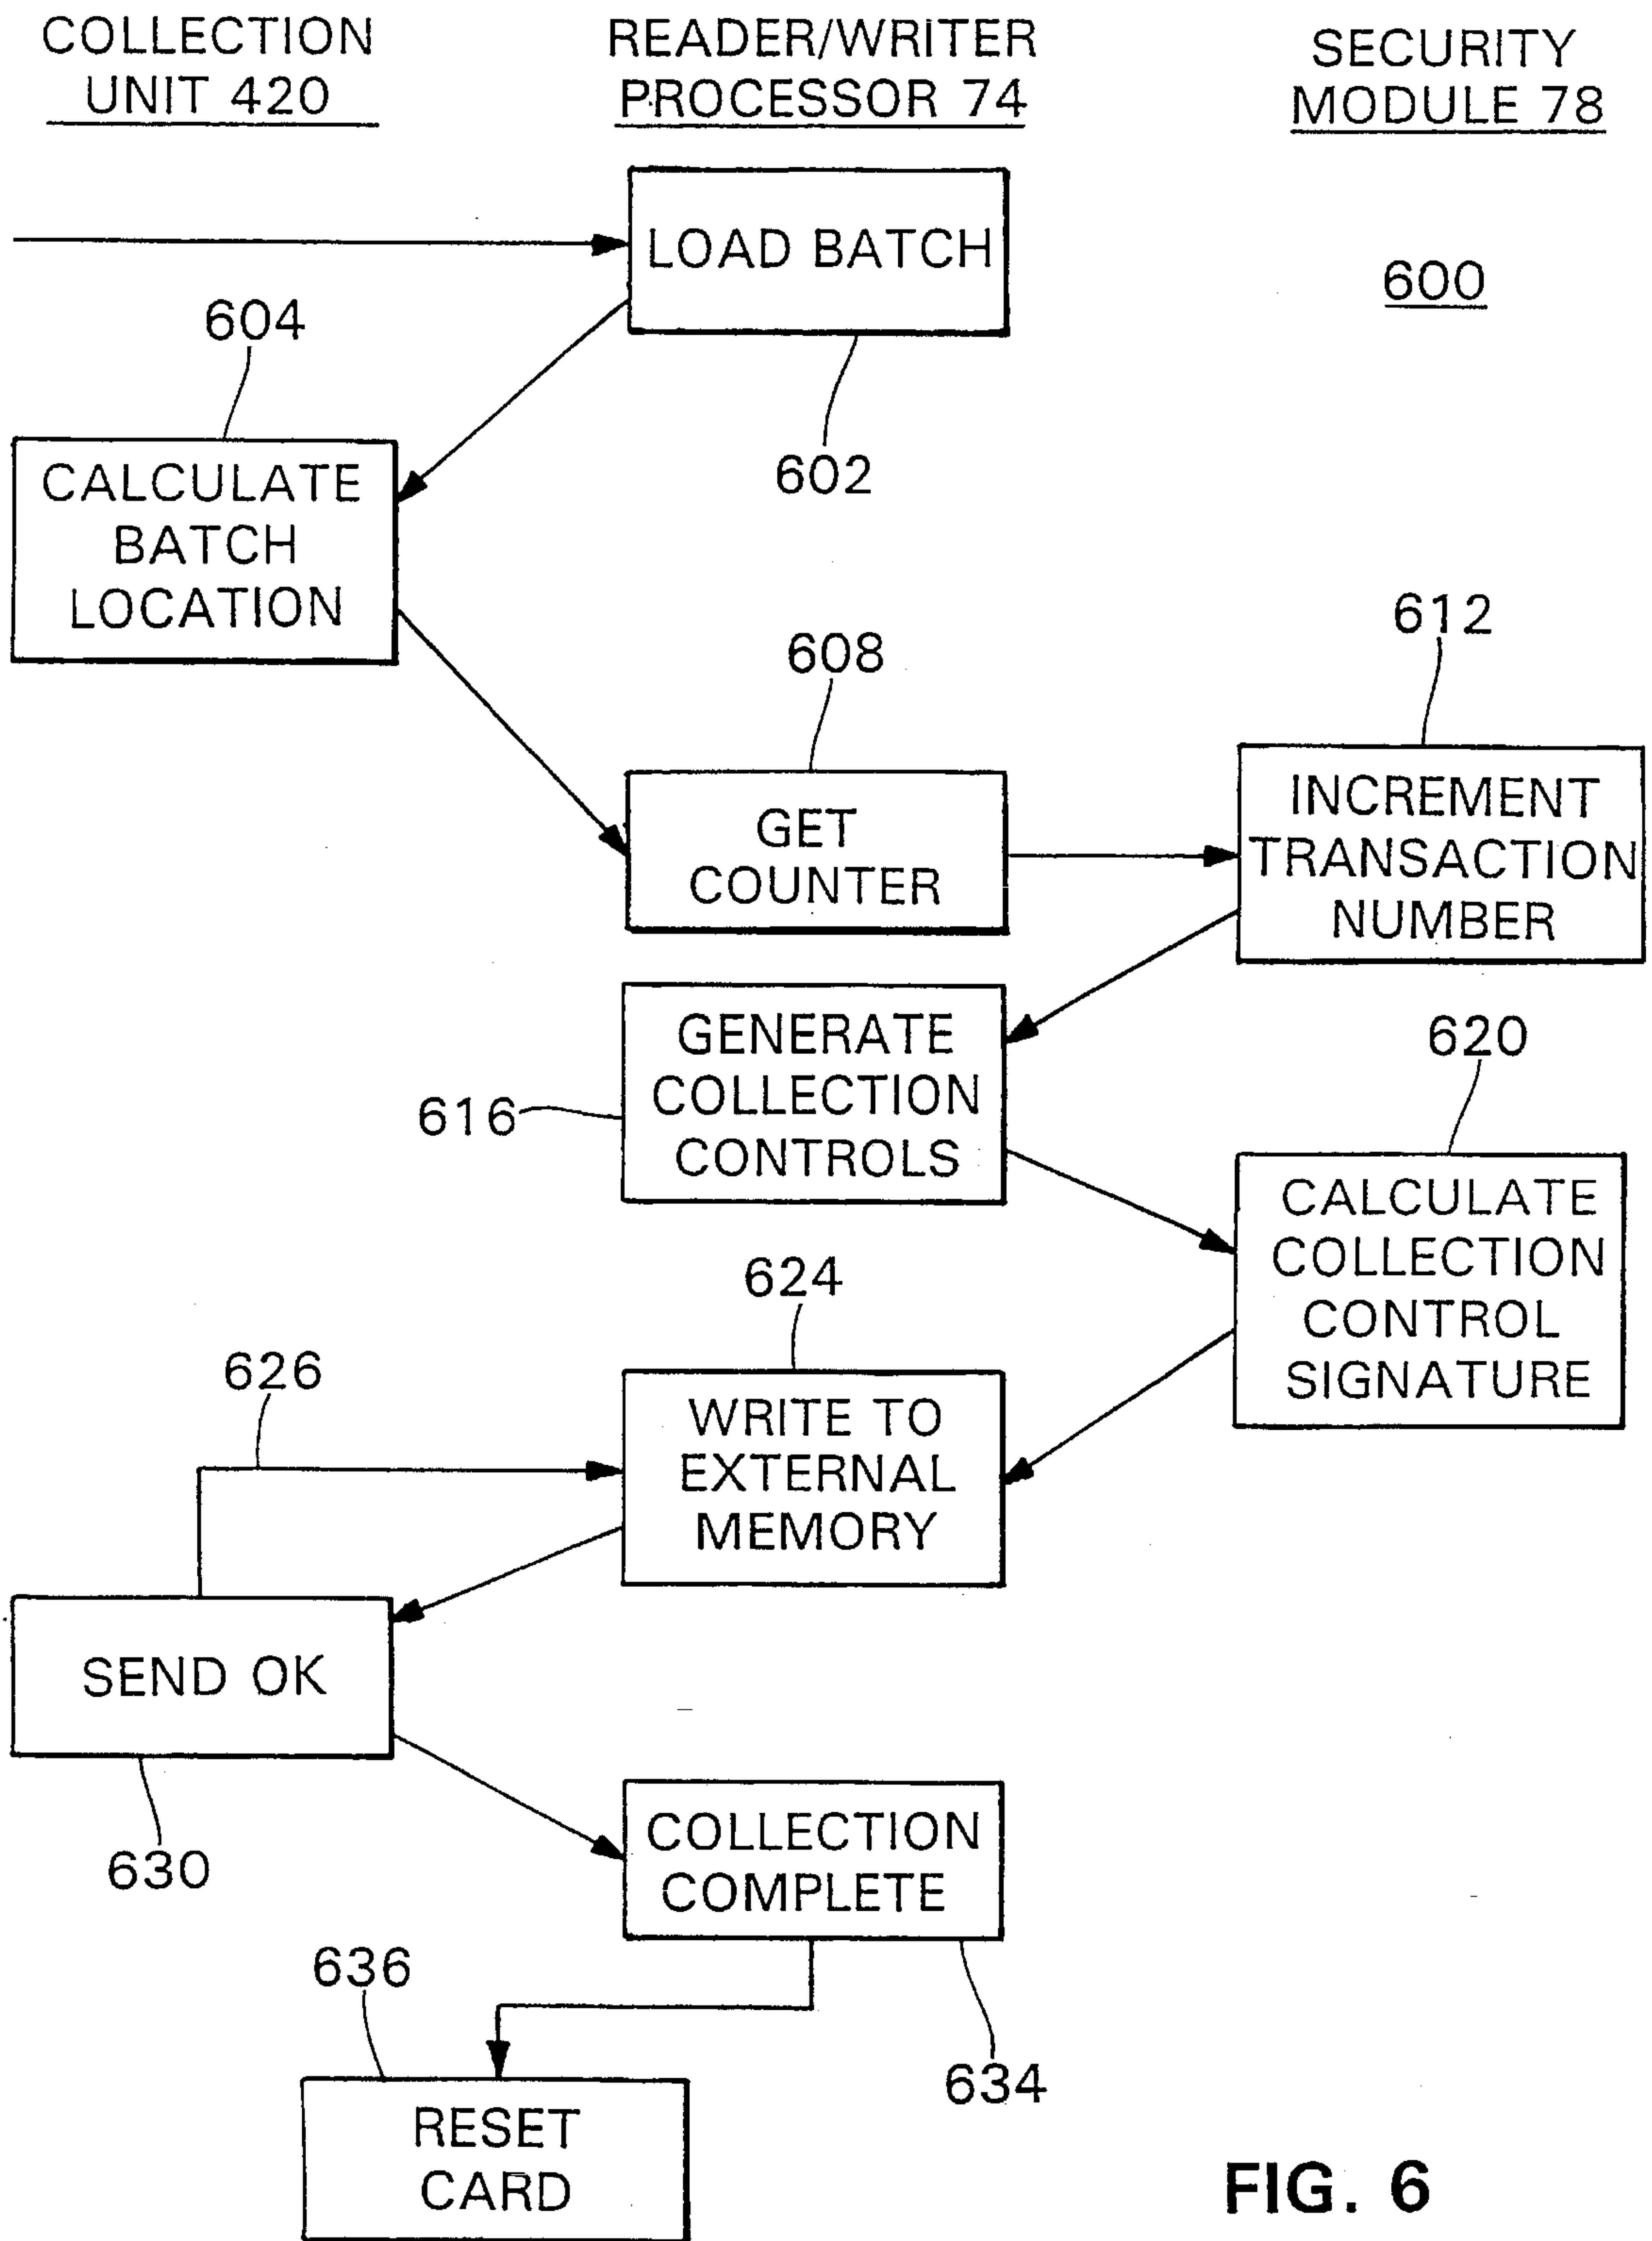 COLLECTION
UNIT 420
READER/WRITER
PROCESSOR 74
SECURITY
MODULE 78
LOAD BATCH
600
604
602
CALCULATE
BATCH
LOCATION
608
612
GET
COUNTER
INCREMENT
TRANSACTION
NUMBER
GENERATE
COLLECTION
CONTROLS
616
620
CALCULATE
COLLECTION
CONTROL
SIGNATURE
624
626
WRITE TO
EXTERNAL
MEMORY
SEND OK
630
COLLECTION
COMPLETE
636
634
RESET
CARD
FIG. 6